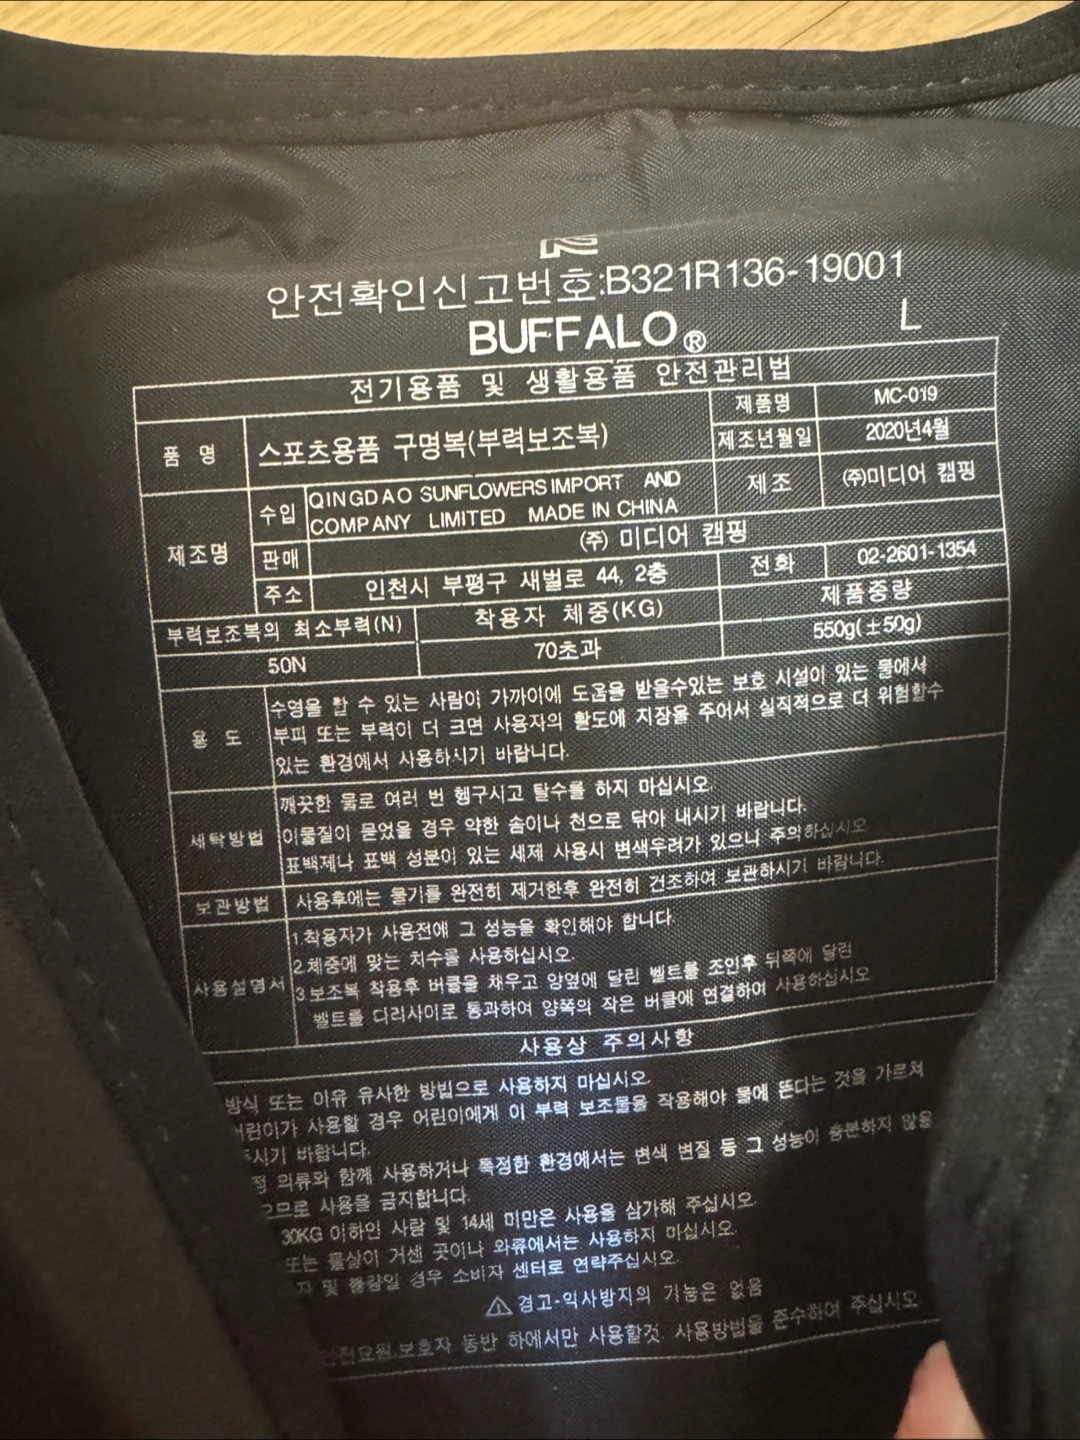 안전확인신고번호:B321R136-19001
BUFFALO® L
전기용품 및 생활용품 안전관리법
품 명 스포츠용품 구명복(부력보조복) 제품명 MC-019
제조년월일 2020년4월
제조명 수입 QINGDAO SUNFLOWERS IMPORT AND
COMPANY LIMITED MADE IN CHINA 제조 (주)미디어 캠핑
판매 (주) 미디어 캠핑
주소 인천시 부평구 새벌로 44, 2층 전화 02-2601-1354
부력보조복의 최소부력(N) 착용자 체중(KG) 제품중량
50N 70초과 550g(±50g)
용 도 수영을 할 수 있는 사람이 가까이에 도움을 받을수있는 보호 시설이 있는 물에서
부피 또는 부력이 더 크면 사용자의 활도에 지장을 주어서 실직적으로 더 위험할수
있는 환경에서 사용하시기 바랍니다.
세탁방법 깨끗한 물로 여러 번 헹구시고 탈수를 하지 마십시오.
이물질이 묻었을 경우 약한 솜이나 천으로 닦아 내시기 바랍니다.
표백제나 표백 성분이 있는 세제 사용시 변색우려가 있으니 주의하십시오
보관방법 사용후에는 물기를 완전히 제거한후 완전히 건조하여 보관하시기 바랍니다.
사용설명서 1.착용자가 사용전에 그 성능을 확인해야 합니다.
2.체중에 맞는 치수를 사용하십시오.
3.보조복 착용후 버클을 채우고 양옆에 달린 벨트를 조인후 뒤쪽에 달린
벨트를 다리사이로 통과하여 양쪽의 작은 버클에 연결하여 사용하십시오
사용상 주의사항
방식 또는 이유 유사한 방법으로 사용하지 마십시오.
어린이가 사용할 경우 어린이에게 이 부력 보조물을 작용해야 물에 뜬다는 것을 가르쳐
주시기 바랍니다.
의류와 함께 사용하거나 특정한 환경에서는 변색 변질 등 그 성능이 충분하지 않을
으므로 사용을 금지합니다.
30KG 이하인 사람 및 14세 미만은 사용을 삼가해 주십시오.
또는 물살이 거센 곳이나 와류에서는 사용하지 마십시오.
자 및 불량일 경우 소비자 센터로 연락주십시오.
⚠경고-익사방지의 기능은 없음
안전요원,보호자 동반 하에서만 사용할것. 사용방법을 준수하여 주십시오